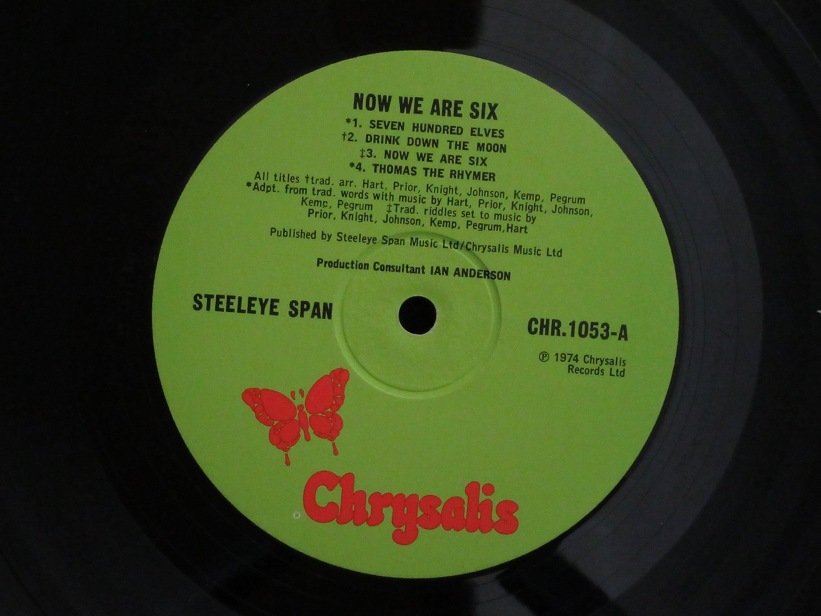 NOW WE ARE SIX
*1. SEVEN HUNDRED ELVES
†2. DRINK DOWN THE MOON
‡3. NOW WE ARE SIX
*4. THOMAS THE RHYMER
All titles †trad. arr. Hart, Prior, Knight, Johnson, Kemp, Pegrum
*Adpt. from trad. words with music by Hart, Prior, Knight, Johnson,
Kemp, Pegrum ‡Trad. riddles set to music by
Prior, Knight, Johnson, Kemp, Pegrum,Hart
Published by Steeleye Span Music Ltd/Chrysalis Music Ltd
Production Consultant IAN ANDERSON
STEELEYE SPAN
CHR.1053-A
℗ 1974 Chrysalis
Records Ltd
Chrysalis